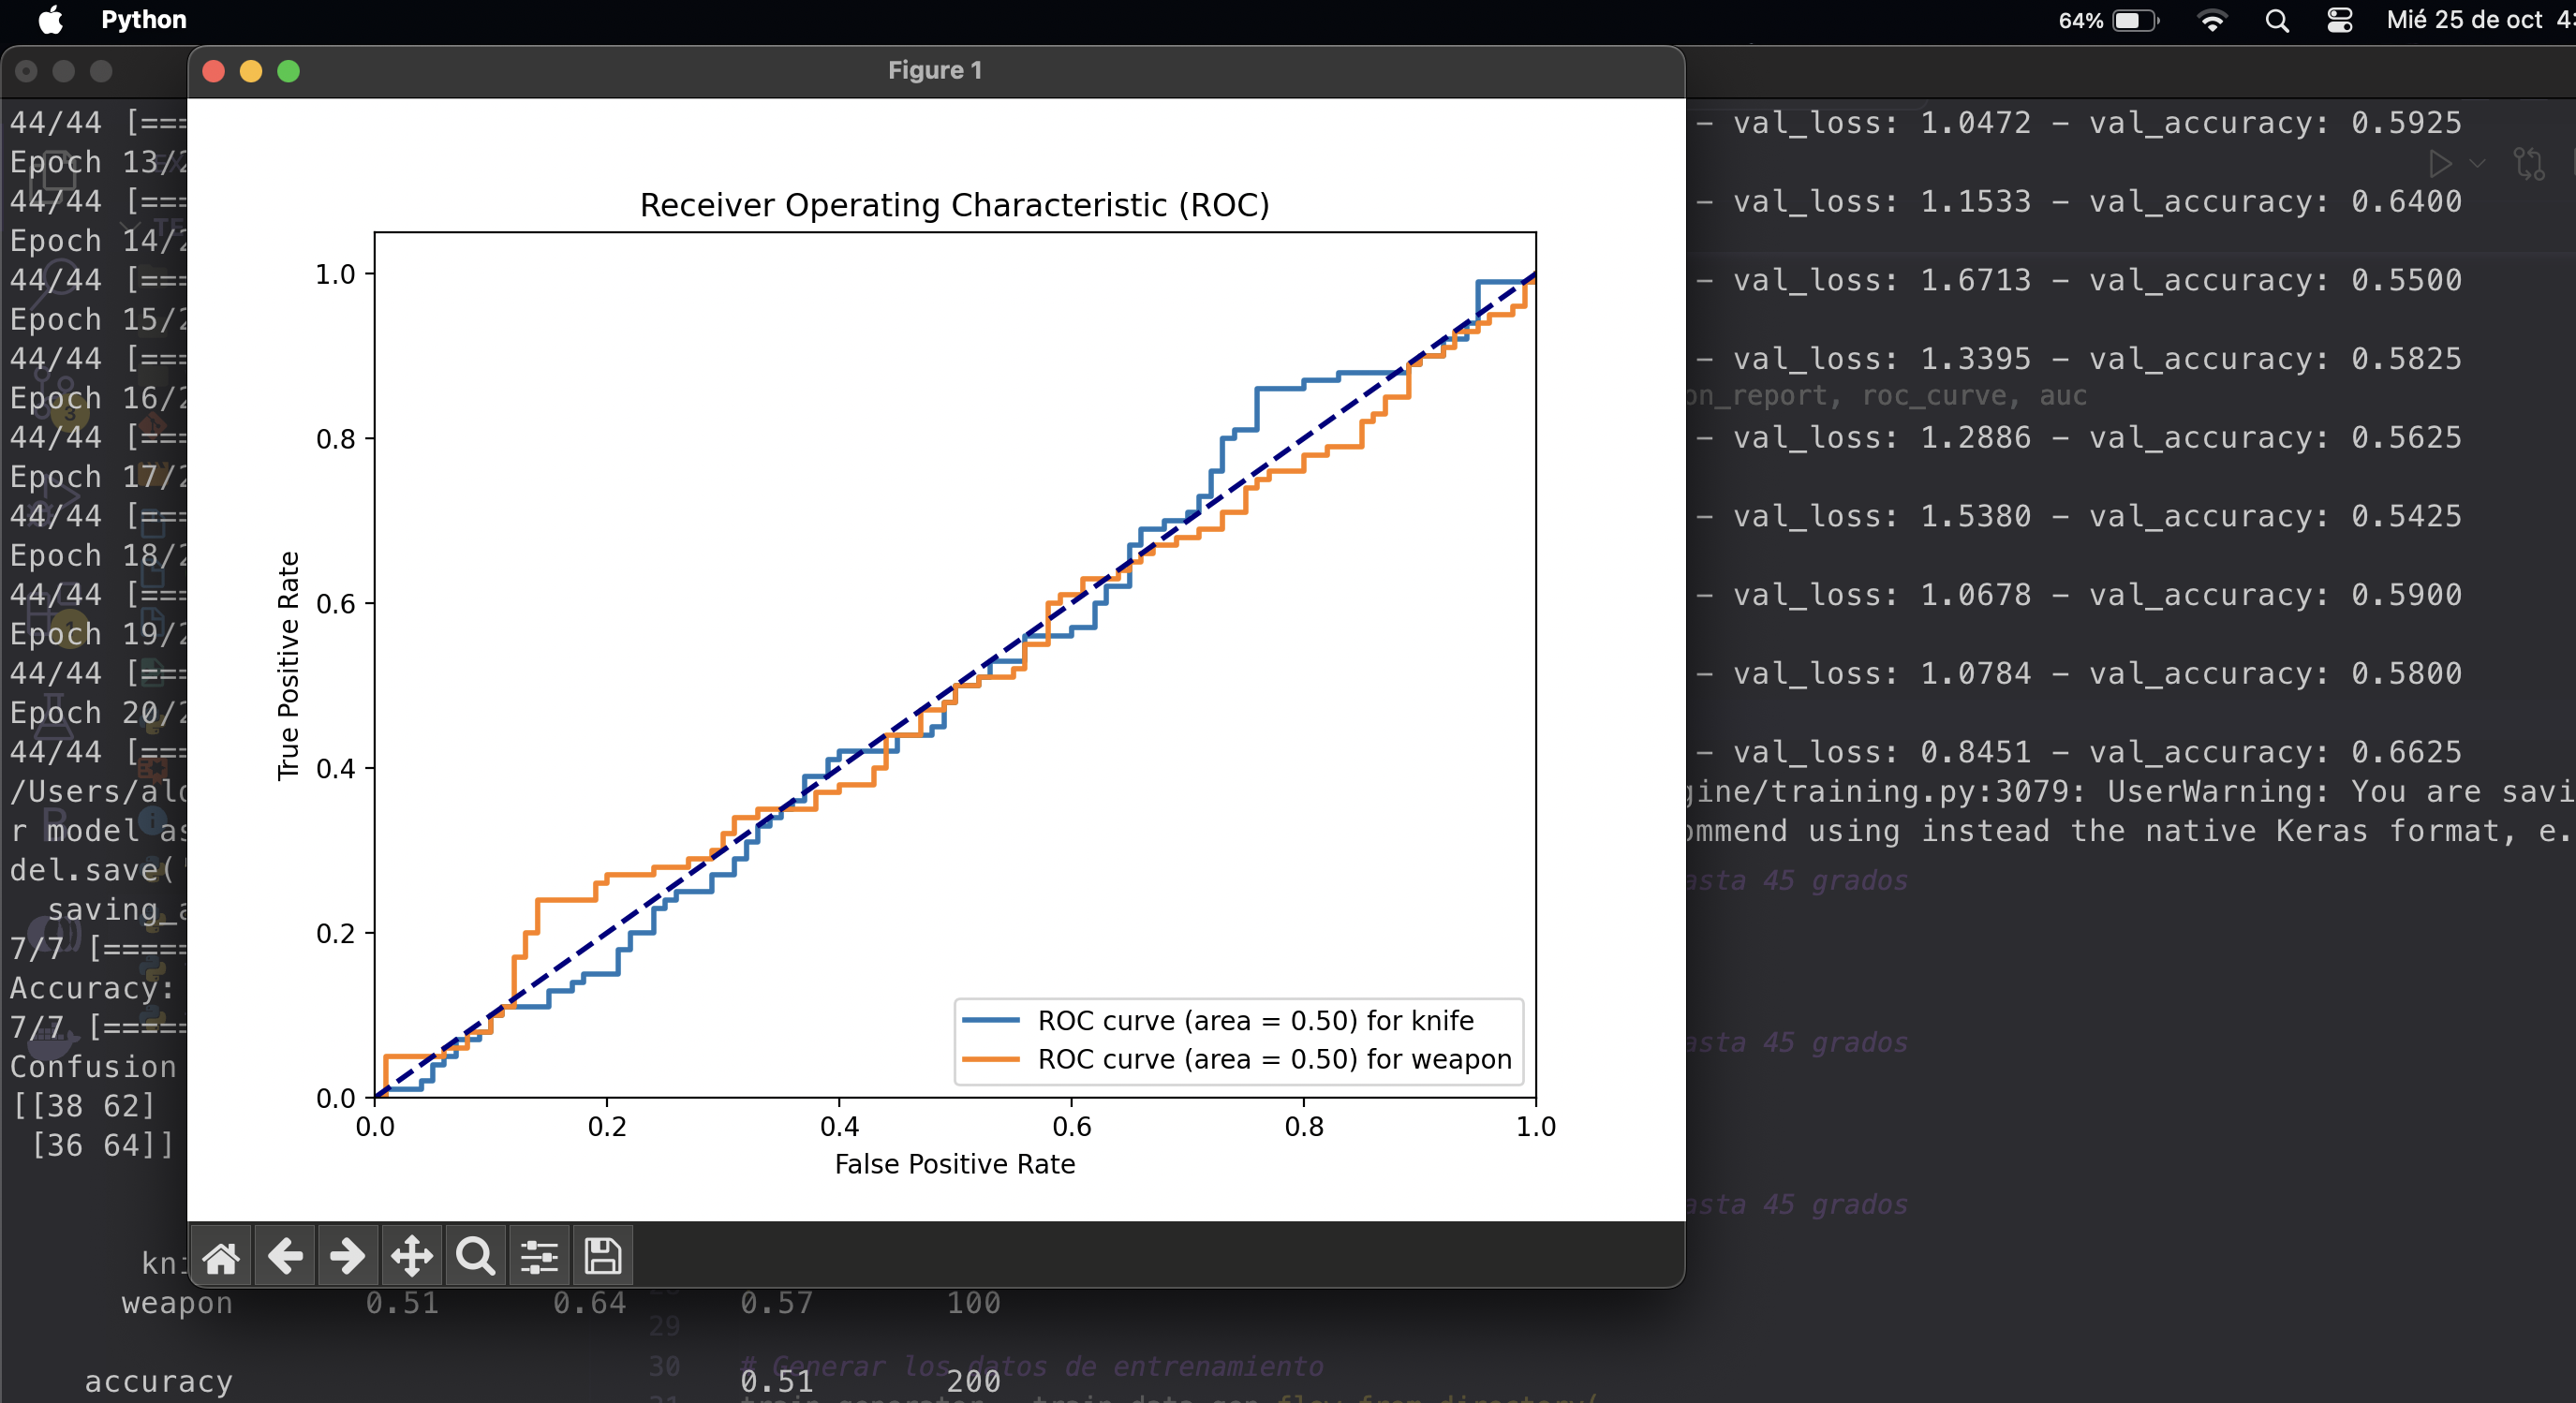 Python 64% Mié 25 de oct 4:
Figure 1
44/44 [=== - val_loss: 1.0472 - val_accuracy: 0.5925
Epoch 13/2
44/44 [=== - val_loss: 1.1533 - val_accuracy: 0.6400
Epoch 14/2
44/44 [=== - val_loss: 1.6713 - val_accuracy: 0.5500
Epoch 15/2
44/44 [=== - val_loss: 1.3395 - val_accuracy: 0.5825
Epoch 16/2 on_report, roc_curve, auc
44/44 [=== - val_loss: 1.2886 - val_accuracy: 0.5625
Epoch 17/2
44/44 [=== - val_loss: 1.5380 - val_accuracy: 0.5425
Epoch 18/2
44/44 [=== - val_loss: 1.0678 - val_accuracy: 0.5900
Epoch 19/2
44/44 [=== - val_loss: 1.0784 - val_accuracy: 0.5800
Epoch 20/2
44/44 [=== - val_loss: 0.8451 - val_accuracy: 0.6625
/Users/alo gine/training.py:3079: UserWarning: You are savi
r model as ommend using instead the native Keras format, e.
del.save('
saving_a
7/7 [=====
Accuracy:
7/7 [=====
Confusion
[[38 62]
[36 64]]
asta 45 grados
asta 45 grados
asta 45 grados
Receiver Operating Characteristic (ROC)
True Positive Rate
1.0
0.8
0.6
0.4
0.2
0.0
0.0 0.2 0.4 0.6 0.8 1.0
False Positive Rate
ROC curve (area = 0.50) for knife
ROC curve (area = 0.50) for weapon
kni
weapon 0.51 0.64 0.57 100
29
30 # Generar los datos de entrenamiento
accuracy 0.51 200